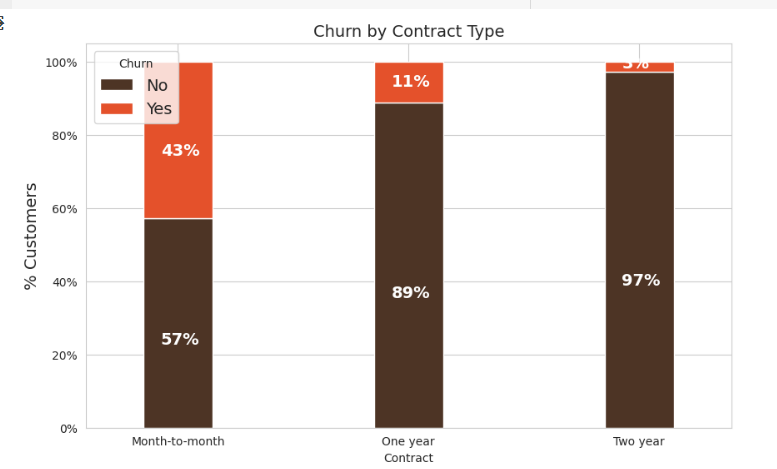 Churn by Contract Type
Churn
No
Yes
% Customers
100%
80%
60%
40%
20%
0%
43%
57%
11%
89%
3%
97%
Month-to-month
One year
Two year
Contract